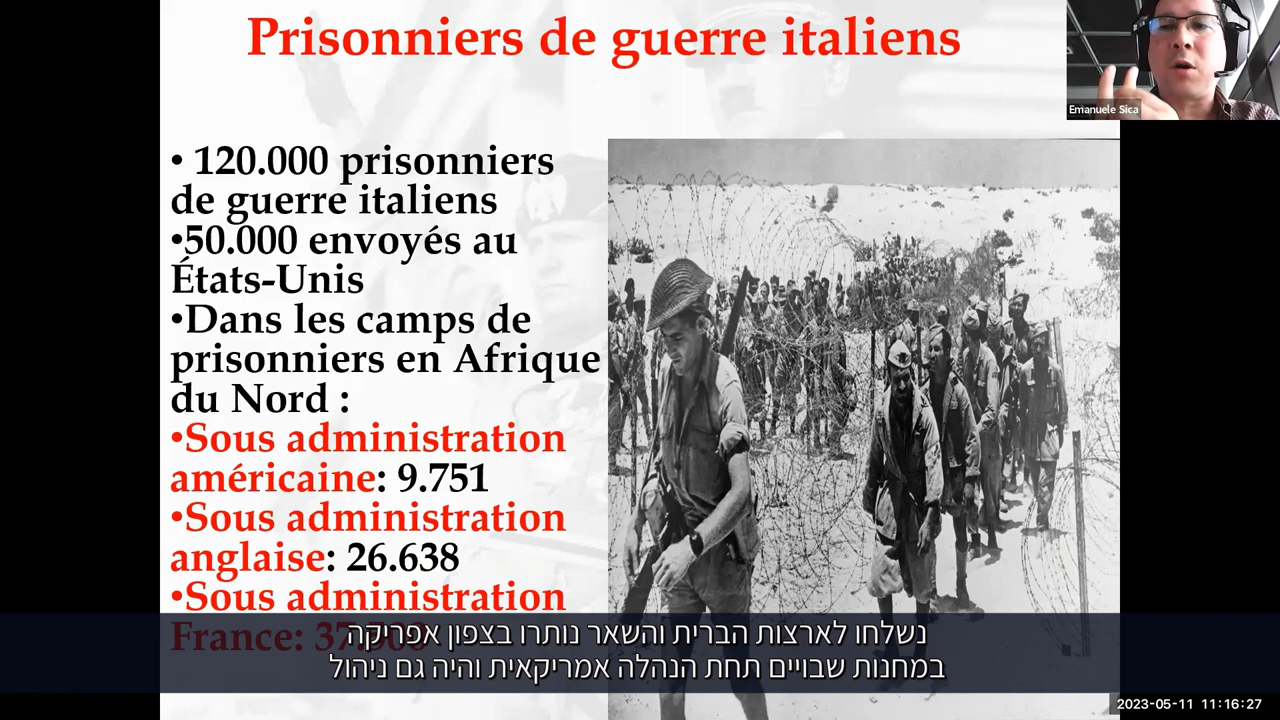 Prisonniers de guerre italiens
Emanuele Sica
• 120.000 prisonniers
de guerre italiens
•50.000 envoyés au
États-Unis
•Dans les camps de
prisonniers en Afrique
du Nord :
•Sous administration
américaine: 9.751
•Sous administration
anglaise: 26.638
•Sous administration
France:
נשלחו לארצות הברית והשאר נותרו בצפון אפריקה
במחנות שבויים תחת הנהלה אמריקאית והיה גם ניהול
2023-05-11 11:16:27